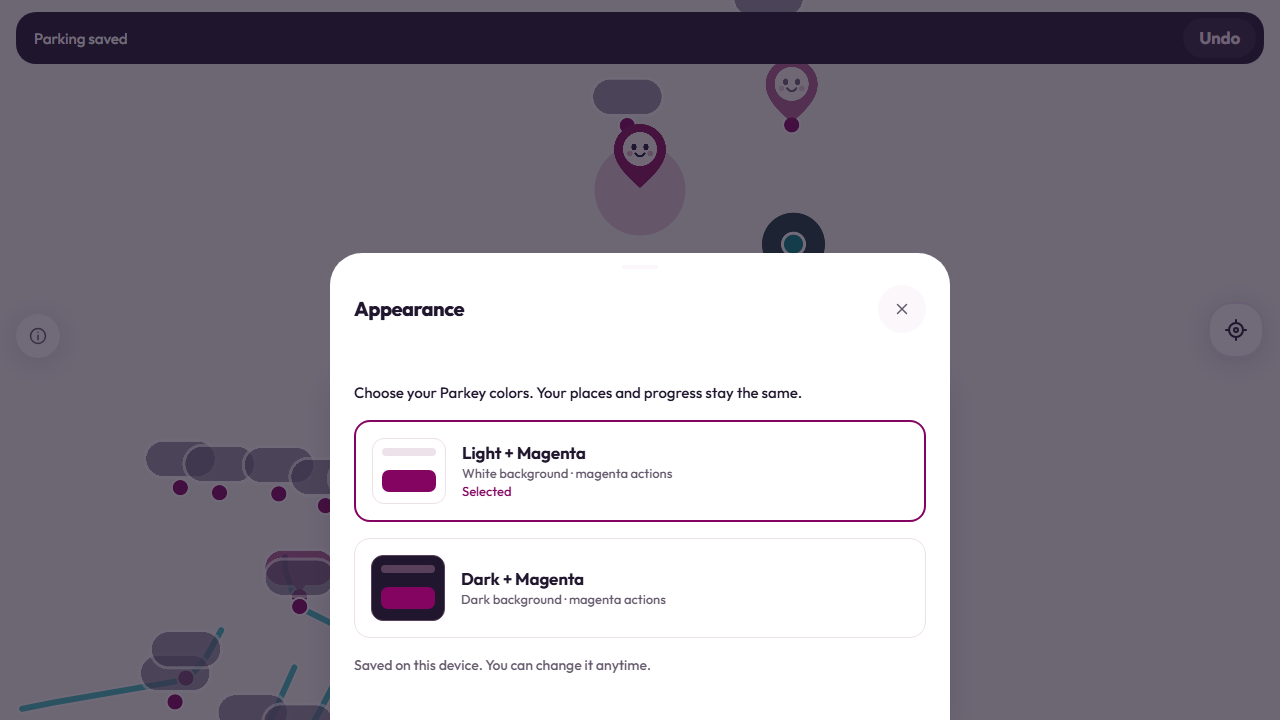 Parking saved
Undo
Appearance
Choose your Parkey colors. Your places and progress stay the same.
Light + Magenta
White background · magenta actions
Selected
Dark + Magenta
Dark background · magenta actions
Saved on this device. You can change it anytime.